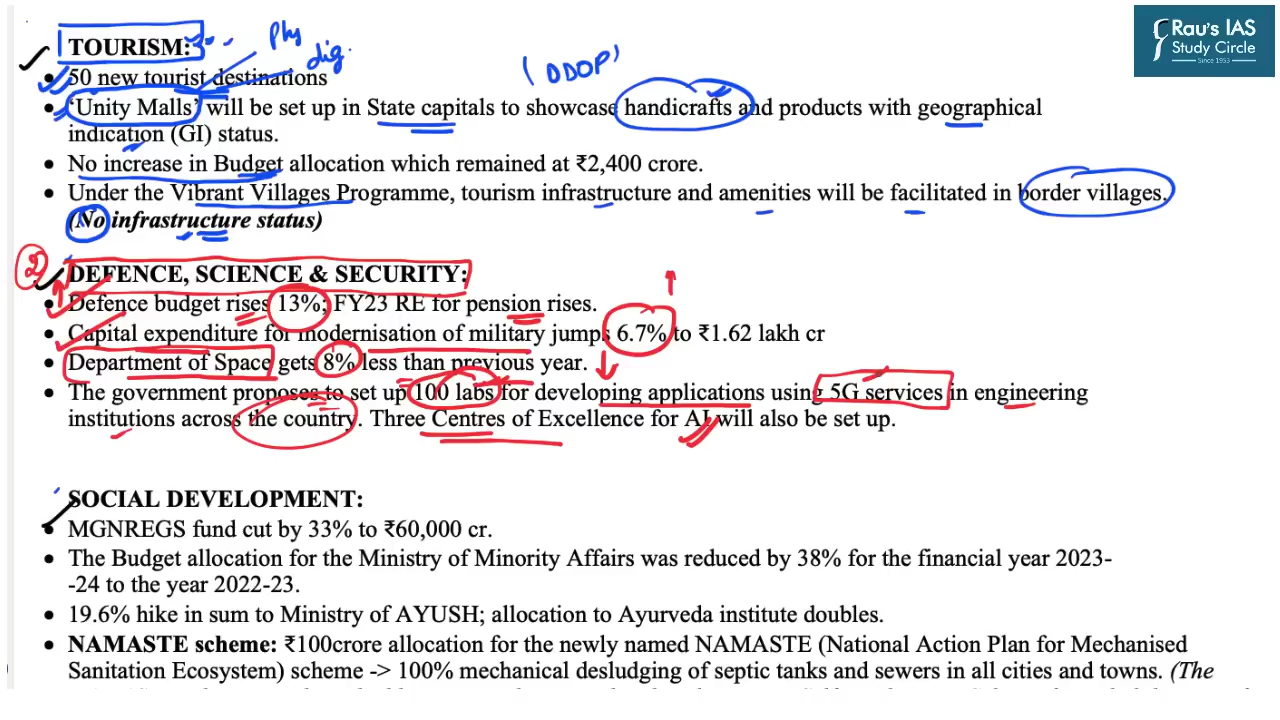 Rau's IAS
Study Circle
Since 1953
Phy
dig.
(ODOP)
TOURISM:
• 50 new tourist destinations
• 'Unity Malls' will be set up in State capitals to showcase handicrafts and products with geographical
indication (GI) status.
• No increase in Budget allocation which remained at ₹2,400 crore.
• Under the Vibrant Villages Programme, tourism infrastructure and amenities will be facilitated in border villages.
(No infrastructure status)
2
DEFENCE, SCIENCE & SECURITY:
• Defence budget rises 13%; FY23 RE for pension rises.
• Capital expenditure for modernisation of military jumps 6.7% to ₹1.62 lakh cr
• Department of Space gets 8% less than previous year.
• The government proposes to set up 100 labs for developing applications using 5G services in engineering
institutions across the country. Three Centres of Excellence for AI will also be set up.
SOCIAL DEVELOPMENT:
• MGNREGS fund cut by 33% to ₹60,000 cr.
• The Budget allocation for the Ministry of Minority Affairs was reduced by 38% for the financial year 2023-
-24 to the year 2022-23.
• 19.6% hike in sum to Ministry of AYUSH; allocation to Ayurveda institute doubles.
• NAMASTE scheme: ₹100crore allocation for the newly named NAMASTE (National Action Plan for Mechanised
Sanitation Ecosystem) scheme -> 100% mechanical desludging of septic tanks and sewers in all cities and towns. (The